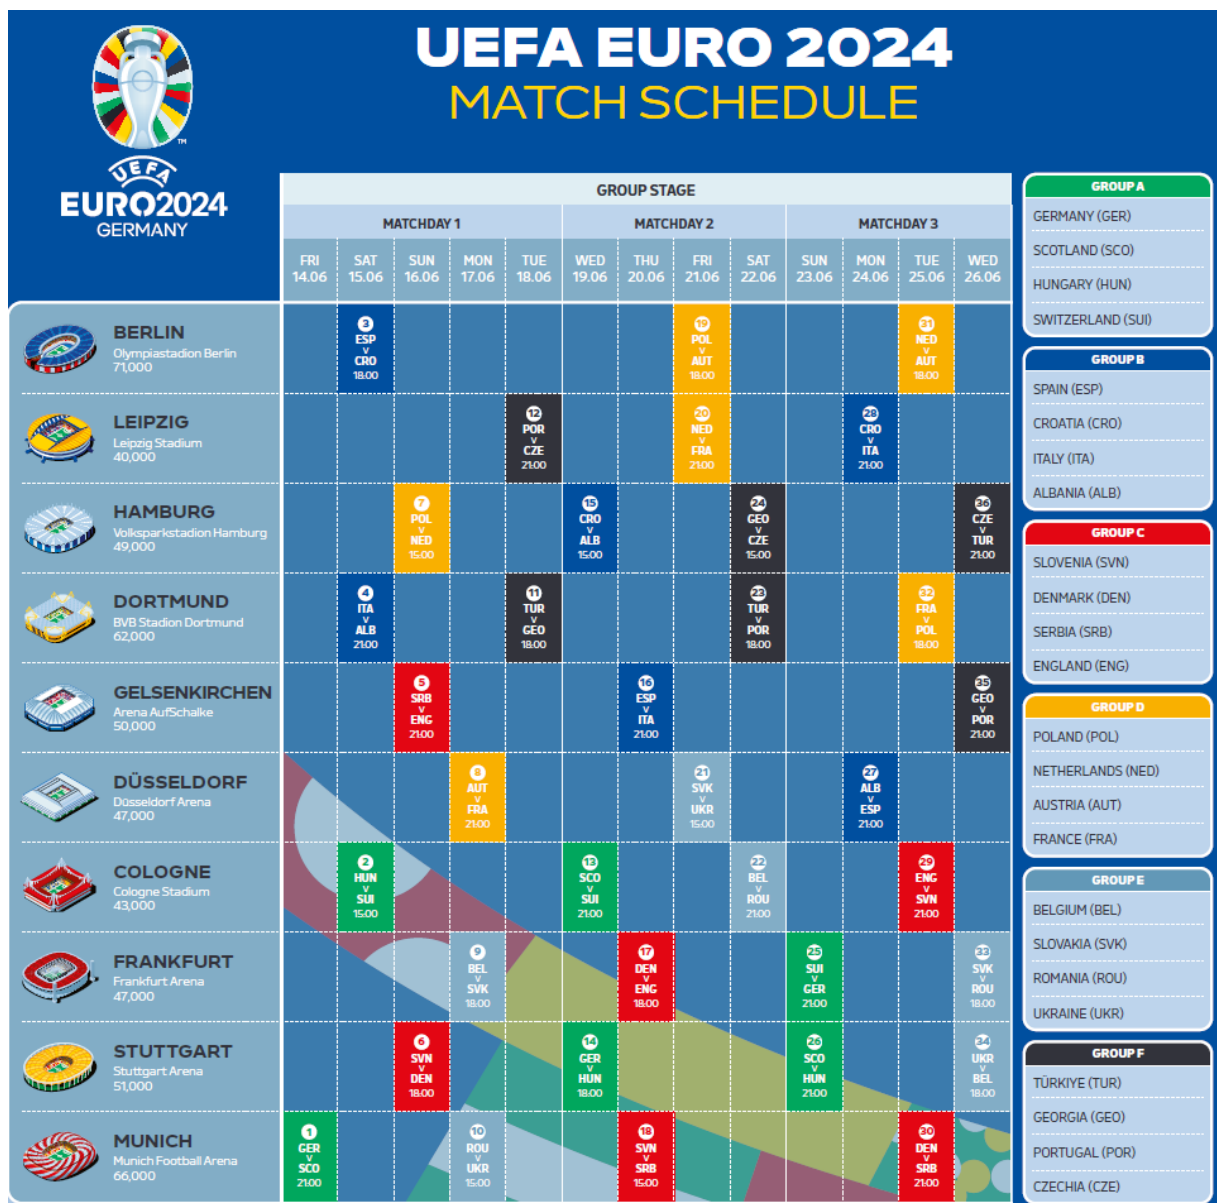 UEFA EURO 2024
MATCH SCHEDULE
TM
UEFA
EURO2024
GERMANY
GROUP STAGE
MATCHDAY 1
MATCHDAY 2
MATCHDAY 3
FRI 14.06
SAT 15.06
SUN 16.06
MON 17.06
TUE 18.06
WED 19.06
THU 20.06
FRI 21.06
SAT 22.06
SUN 23.06
MON 24.06
TUE 25.06
WED 26.06
BERLIN
Olympiastadion Berlin
71,000
3 ESP v CRO 18:00
19 POL v AUT 18:00
31 NED v AUT 18:00
LEIPZIG
Leipzig Stadium
40,000
12 POR v CZE 21:00
20 NED v FRA 21:00
28 CRO v ITA 21:00
HAMBURG
Volksparkstadion Hamburg
49,000
7 POL v NED 15:00
15 CRO v ALB 15:00
24 GEO v CZE 15:00
36 CZE v TUR 21:00
DORTMUND
BVB Stadion Dortmund
62,000
4 ITA v ALB 21:00
11 TUR v GEO 18:00
23 TUR v POR 18:00
32 FRA v POL 18:00
GELSENKIRCHEN
Arena AufSchalke
50,000
5 SRB v ENG 21:00
16 ESP v ITA 21:00
35 GEO v POR 21:00
DÜSSELDORF
Düsseldorf Arena
47,000
8 AUT v FRA 21:00
21 SVK v UKR 15:00
27 ALB v ESP 21:00
COLOGNE
Cologne Stadium
43,000
2 HUN v SUI 15:00
13 SCO v SUI 21:00
22 BEL v ROU 21:00
29 ENG v SVN 21:00
FRANKFURT
Frankfurt Arena
47,000
9 BEL v SVK 18:00
17 DEN v ENG 18:00
25 SUI v GER 21:00
33 SVK v ROU 18:00
STUTTGART
Stuttgart Arena
51,000
6 SVN v DEN 18:00
14 GER v HUN 18:00
26 SCO v HUN 21:00
34 UKR v BEL 18:00
MUNICH
Munich Football Arena
66,000
1 GER v SCO 21:00
10 ROU v UKR 15:00
18 SVN v SRB 15:00
30 DEN v SRB 21:00
GROUP A
GERMANY (GER)
SCOTLAND (SCO)
HUNGARY (HUN)
SWITZERLAND (SUI)
GROUP B
SPAIN (ESP)
CROATIA (CRO)
ITALY (ITA)
ALBANIA (ALB)
GROUP C
SLOVENIA (SVN)
DENMARK (DEN)
SERBIA (SRB)
ENGLAND (ENG)
GROUP D
POLAND (POL)
NETHERLANDS (NED)
AUSTRIA (AUT)
FRANCE (FRA)
GROUP E
BELGIUM (BEL)
SLOVAKIA (SVK)
ROMANIA (ROU)
UKRAINE (UKR)
GROUP F
TÜRKIYE (TUR)
GEORGIA (GEO)
PORTUGAL (POR)
CZECHIA (CZE)